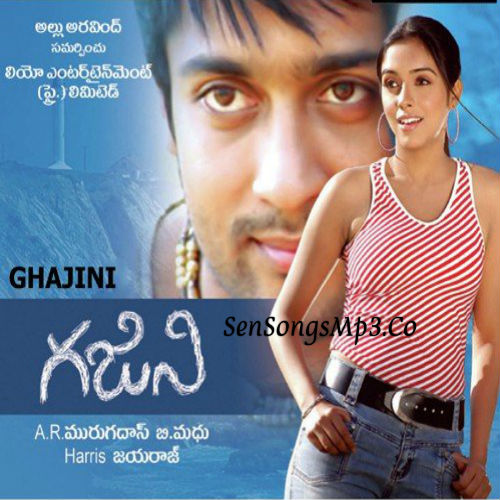 అల్లు అరవింద్
సమర్పించు
లియో ఎంటర్‌టైన్‌మెంట్
(ప్రై.) లిమిటెడ్
GHAJINI
SenSongsMp3.Co
గజిని
A.R.మురుగదాస్ బి.మధు
Harris జయరాజ్